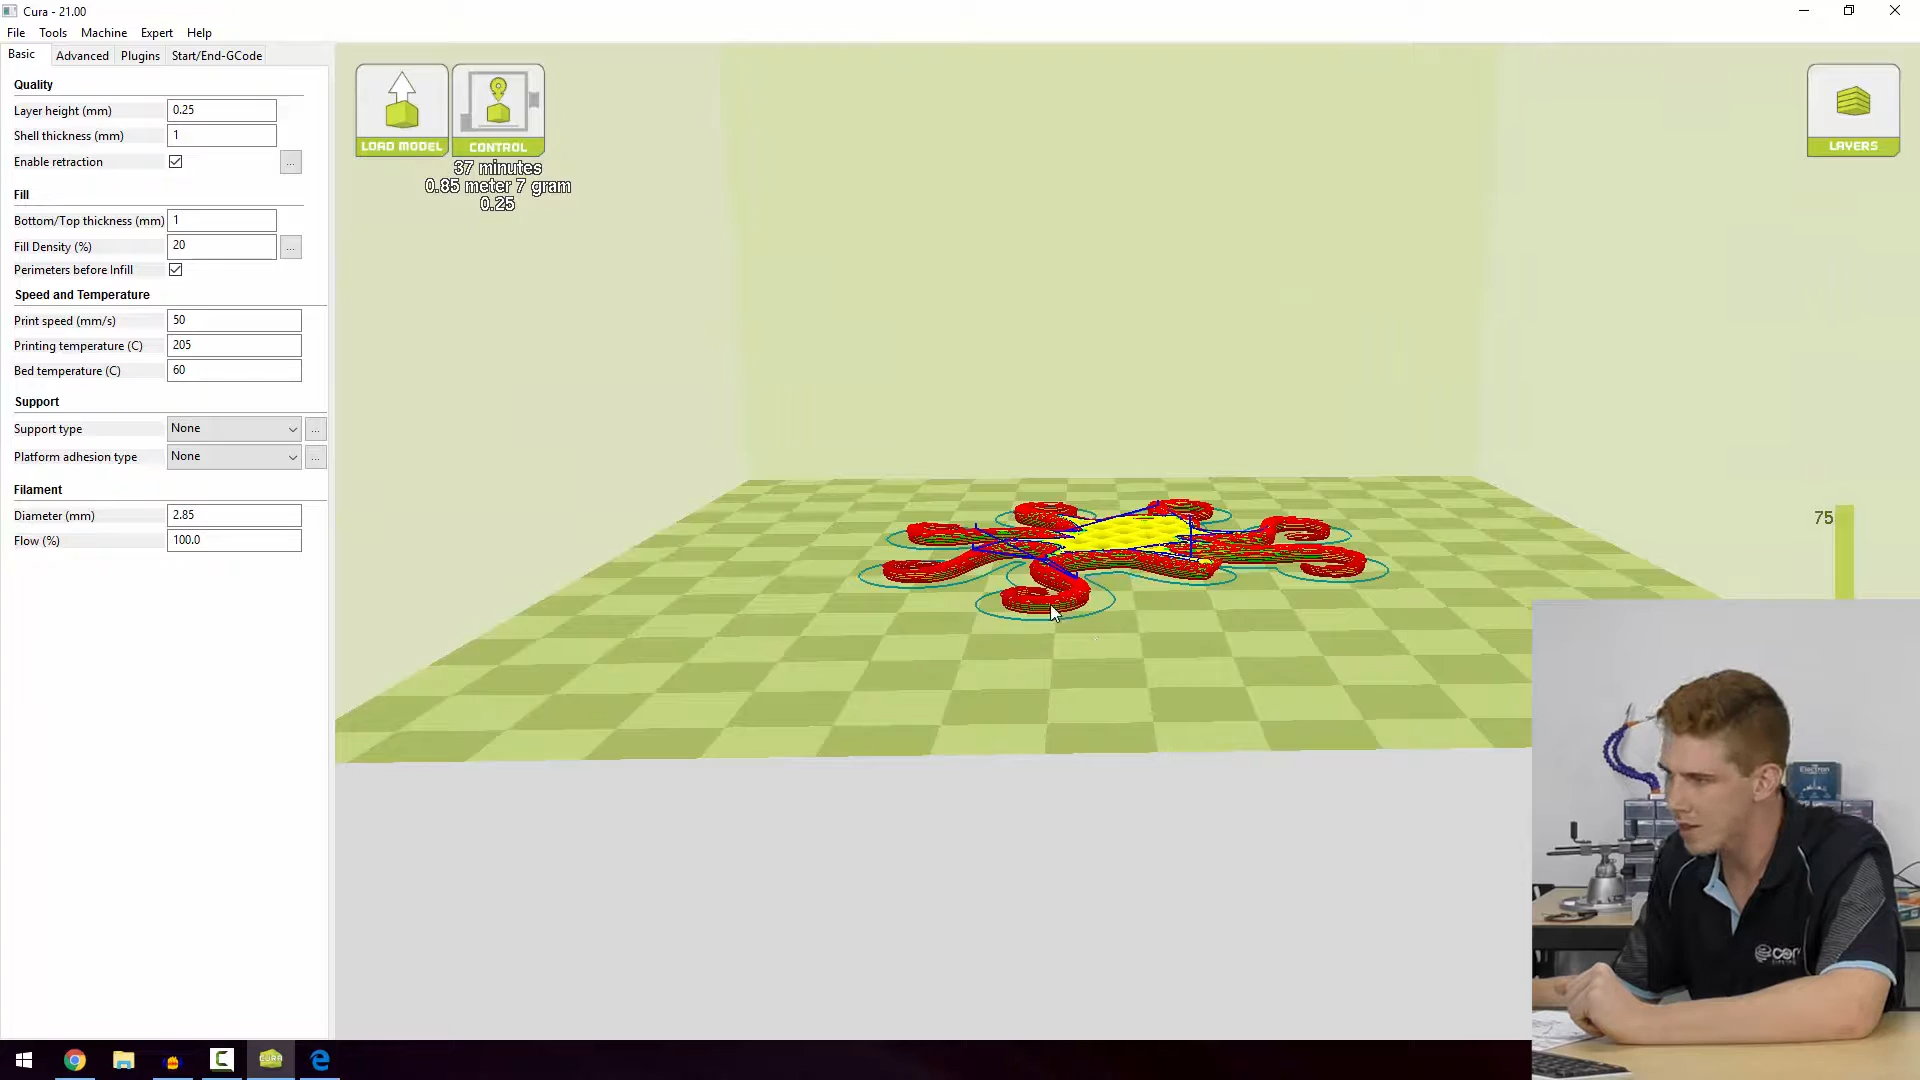 Cura - 21.00
File Tools Machine Expert Help
Basic Advanced Plugins Start/End-GCode
Quality
Layer height (mm) 0.25
Shell thickness (mm) 1
Enable retraction ...
Fill
Bottom/Top thickness (mm) 1
Fill Density (%) 20 ...
Perimeters before Infill
Speed and Temperature
Print speed (mm/s) 50
Printing temperature (C) 205
Bed temperature (C) 60
Support
Support type None ...
Platform adhesion type None ...
Filament
Diameter (mm) 2.85
Flow (%) 100.0
LOAD MODEL CONTROL
37 minutes
0.85 meter 7 gram
0.25
LAYERS
75
Electron
CURA